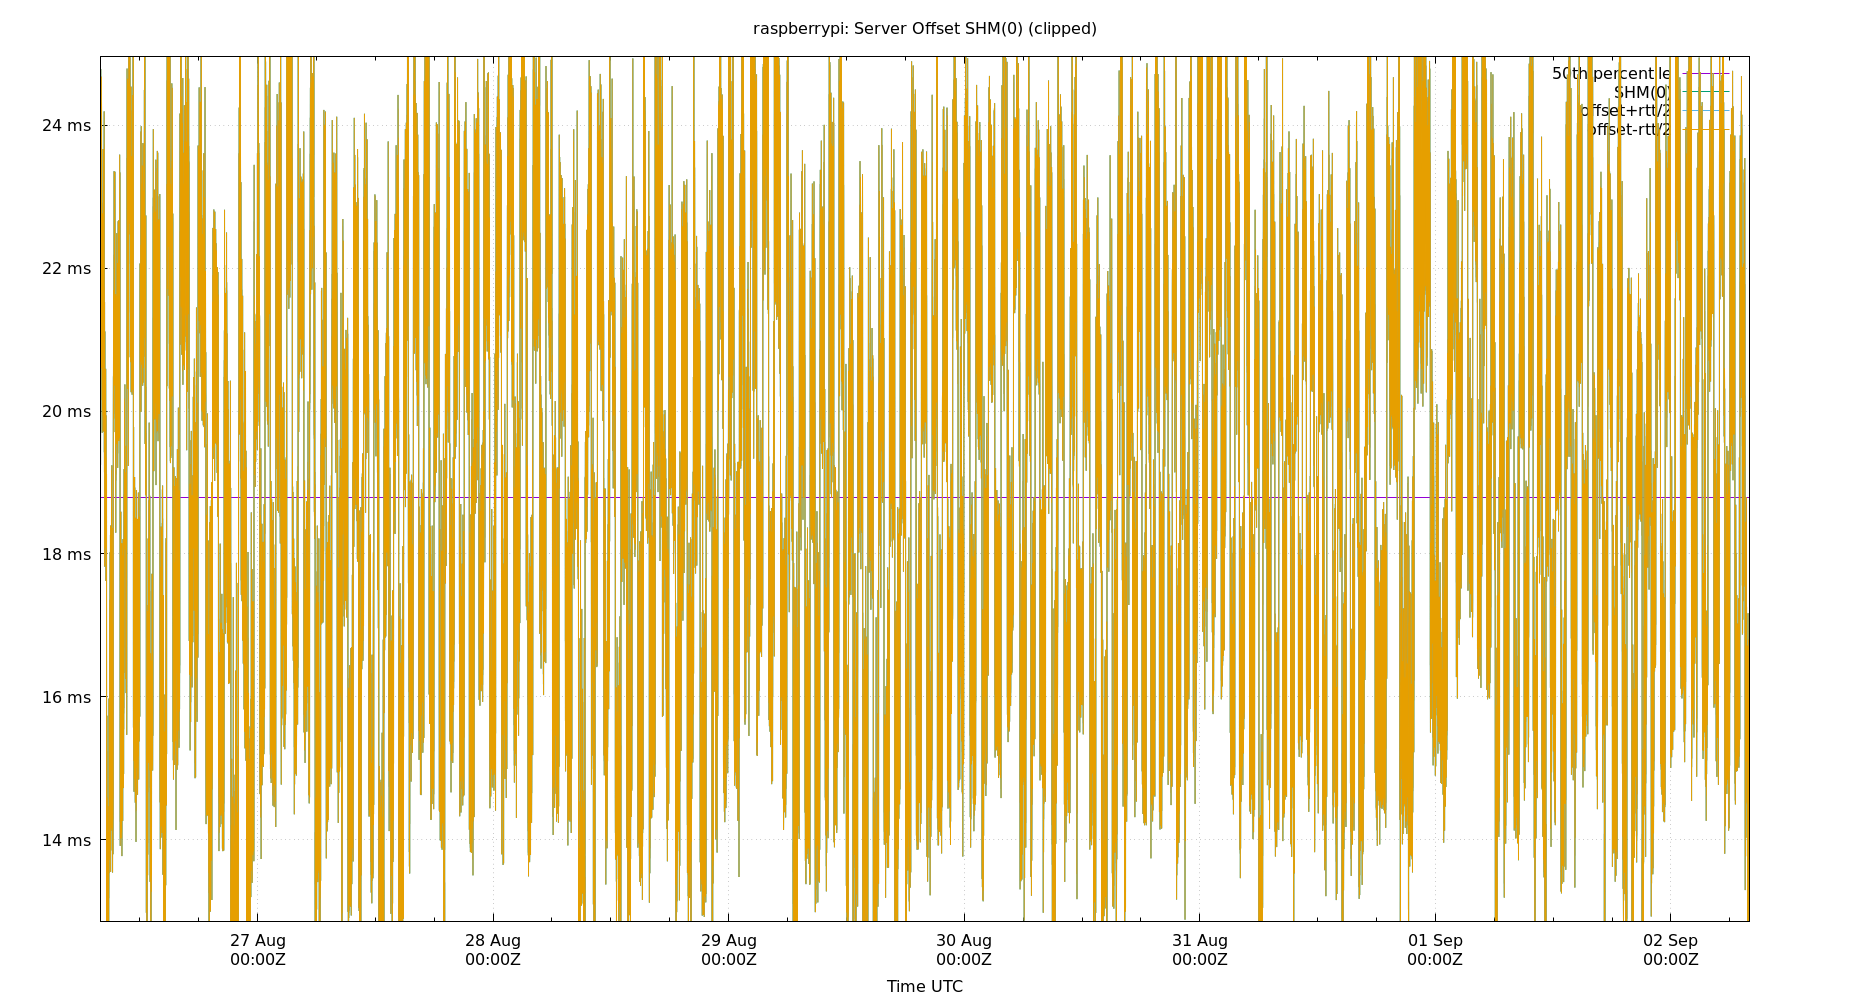 raspberrypi: Server Offset SHM(0) (clipped)
50th percentile
SHM(0)
offset+rtt/2
offset-rtt/2
24 ms
22 ms
20 ms
18 ms
16 ms
14 ms
27 Aug 28 Aug 29 Aug 30 Aug 31 Aug 01 Sep 02 Sep
00:00Z 00:00Z 00:00Z 00:00Z 00:00Z 00:00Z 00:00Z
Time UTC